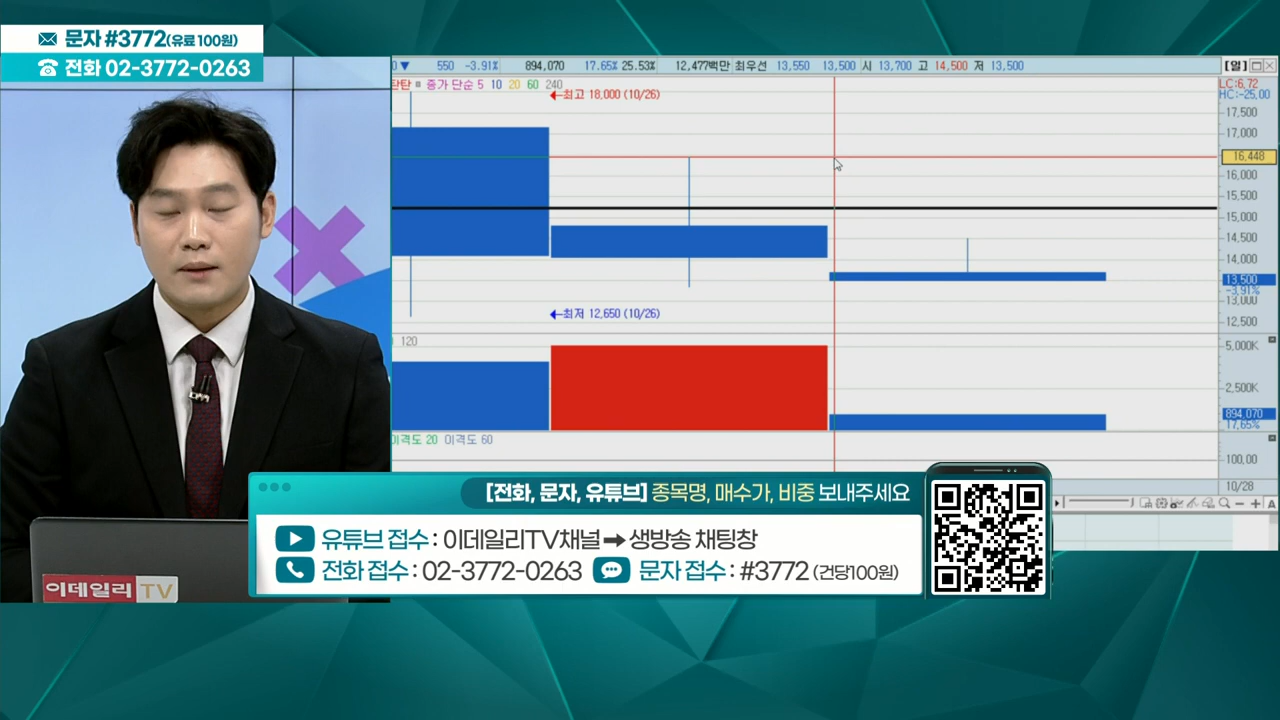 문자 #3772(유료 100원)
전화 02-3772-0263
0▼ 550 -3.91% 894,070 17.65% 25.53% 12,477백만 최우선 13,550 13,500 시 13,700 고 14,500 저 13,500 [일]
종가 단순 5 10 20 60 240
LC:6,72
HC:-25,00
←최고 18,000 (10/26)
17,500
17,000
16,448
16,000
15,500
15,000
14,500
14,000
13,500
-3,91%
13,000
←최저 12,650 (10/26)
12,500
120
5,000K
2,500K
894,070
17,65%
이격도 20 이격도 60
100,00
10/28
[전화, 문자, 유튜브] 종목명, 매수가, 비중 보내주세요
유튜브 접수 : 이데일리TV채널➡생방송 채팅창
전화 접수 : 02-3772-0263 문자 접수 : #3772 (건당100원)
이데일리 TV